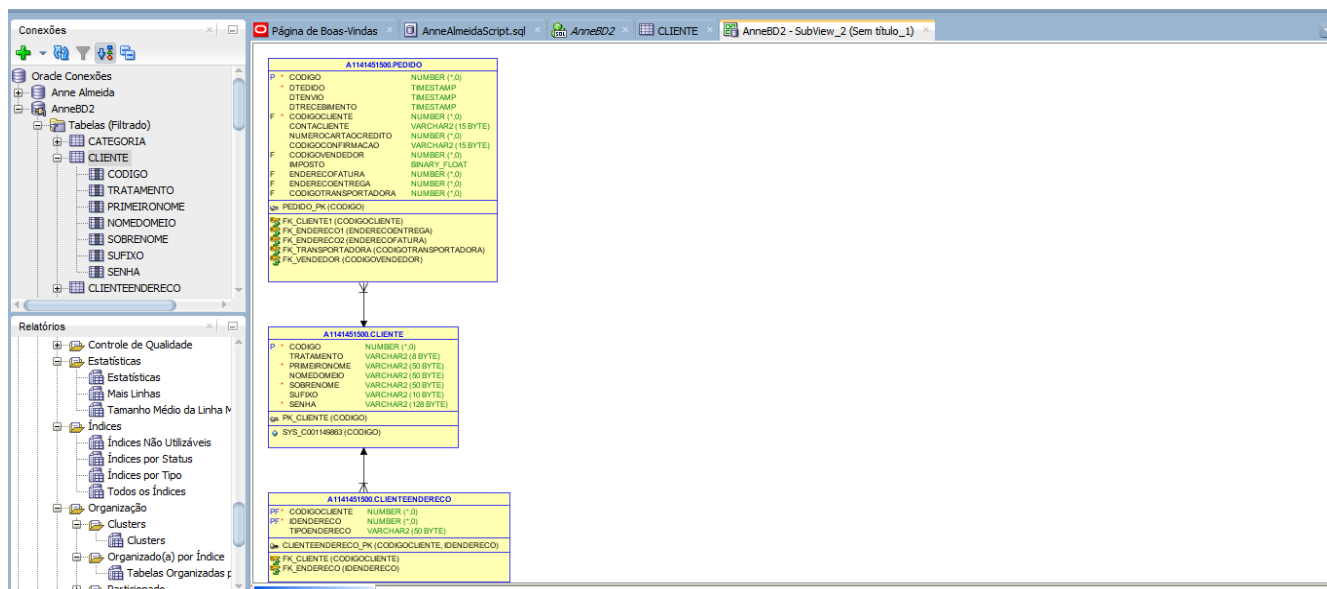 Conexões
Página de Boas-Vindas
AnneAlmeidaScript.sql
AnneBD2
CLIENTE
AnneBD2 - SubView_2 (Sem título_1)
Oracle Conexões
Anne Almeida
AnneBD2
Tabelas (Filtrado)
CATEGORIA
CLIENTE
CODIGO
TRATAMENTO
PRIMEIRONOME
NOMEDOMEIO
SOBRENOME
SUFIXO
SENHA
CLIENTEENDERECO
Relatórios
Controle de Qualidade
Estatísticas
Estatísticas
Mais Linhas
Tamanho Médio da Linha M
Índices
Índices Não Utilizáveis
Índices por Status
Índices por Tipo
Todos os Índices
Organização
Clusters
Clusters
Organizado(a) por Índice
Tabelas Organizadas p
Particionado
A1141451500.PEDIDO
P * CODIGO NUMBER (*,0)
* DTEDIDO TIMESTAMP
DTENVIO TIMESTAMP
DTRECEBIMENTO TIMESTAMP
F * CODIGOCLIENTE NUMBER (*,0)
CONTACLIENTE VARCHAR2 (15 BYTE)
NUMEROCARTAOCREDITO NUMBER (*,0)
CODIGOCONFIRMACAO VARCHAR2 (15 BYTE)
F CODIGOVENDEDOR NUMBER (*,0)
IMPOSTO BINARY_FLOAT
F ENDERECOFATURA NUMBER (*,0)
F ENDERECOENTREGA NUMBER (*,0)
F CODIGOTRANSPORTADORA NUMBER (*,0)
PEDIDO_PK (CODIGO)
FK_CLIENTE1 (CODIGOCLIENTE)
FK_ENDERECO1 (ENDERECOENTREGA)
FK_ENDERECO2 (ENDERECOFATURA)
FK_TRANSPORTADORA (CODIGOTRANSPORTADORA)
FK_VENDEDOR (CODIGOVENDEDOR)
A1141451500.CLIENTE
P * CODIGO NUMBER (*,0)
TRATAMENTO VARCHAR2 (8 BYTE)
* PRIMEIRONOME VARCHAR2 (50 BYTE)
NOMEDOMEIO VARCHAR2 (50 BYTE)
* SOBRENOME VARCHAR2 (50 BYTE)
SUFIXO VARCHAR2 (10 BYTE)
* SENHA VARCHAR2 (128 BYTE)
PK_CLIENTE (CODIGO)
SYS_C001149863 (CODIGO)
A1141451500.CLIENTEENDERECO
PF * CODIGOCLIENTE NUMBER (*,0)
PF * IDENDERECO NUMBER (*,0)
TIPOENDERECO VARCHAR2 (50 BYTE)
CLIENTEENDERECO_PK (CODIGOCLIENTE, IDENDERECO)
FK_CLIENTE (CODIGOCLIENTE)
FK_ENDERECO (IDENDERECO)